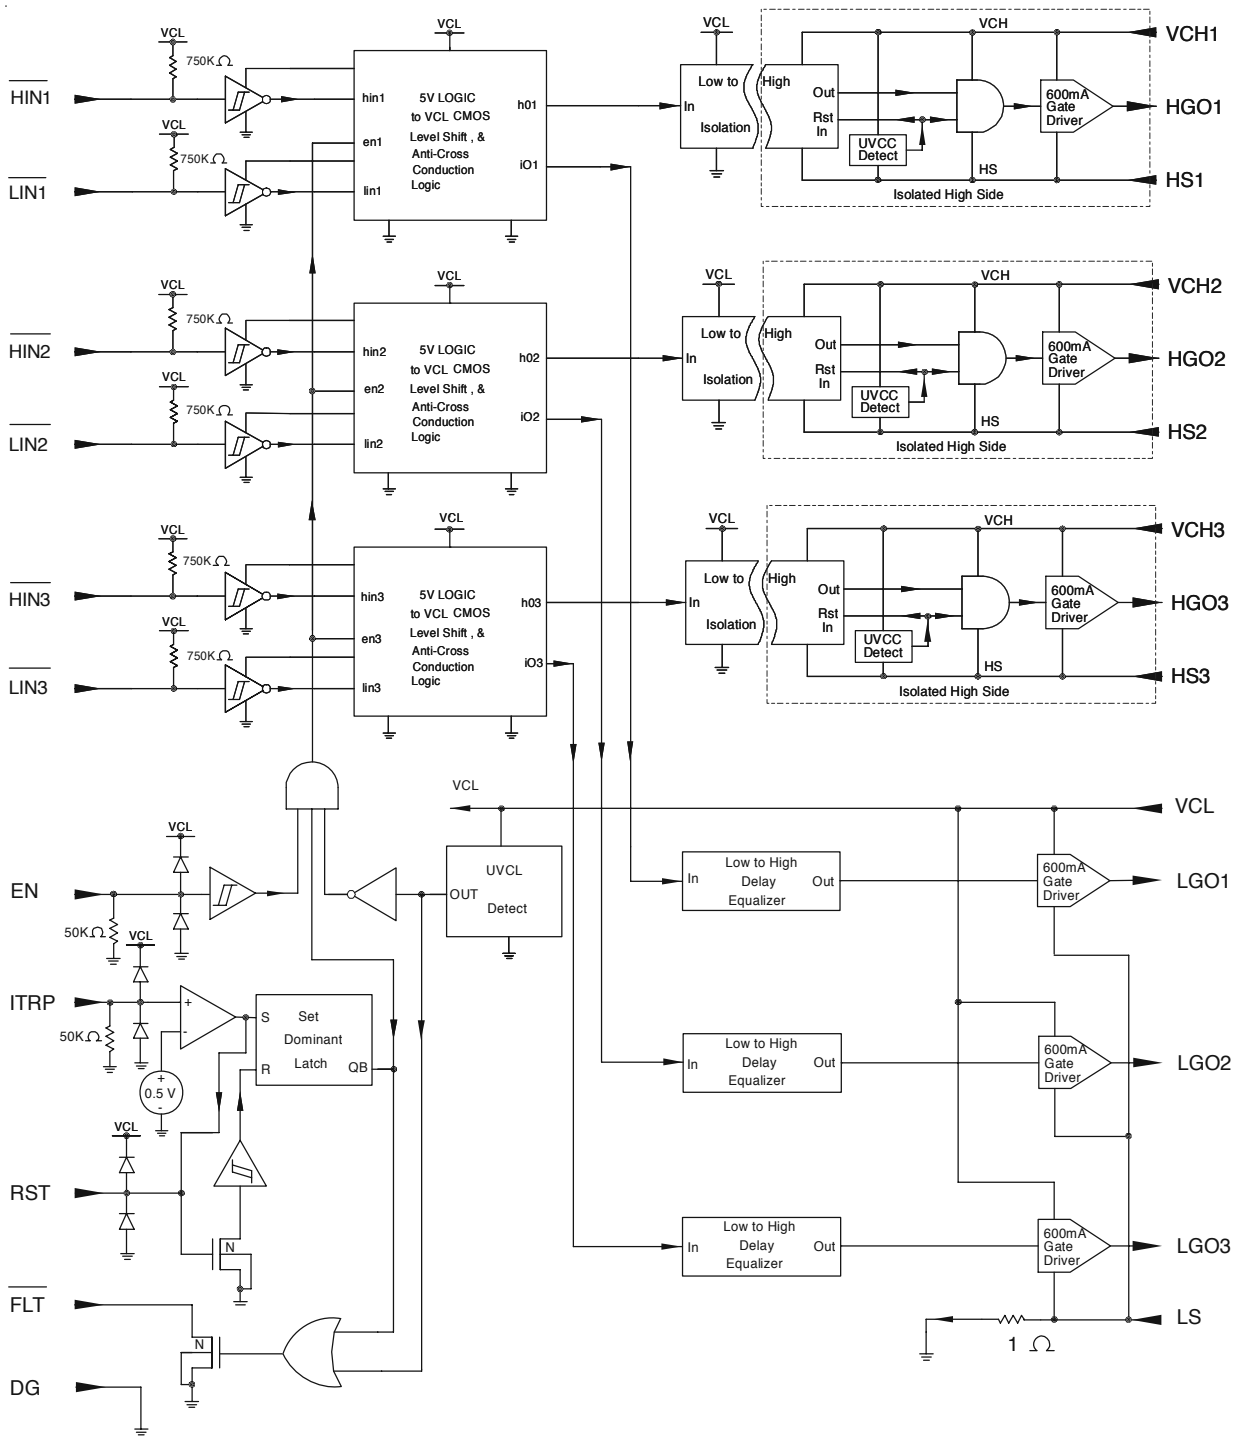 VCL
750KΩ
HIN1
VCL
750KΩ
LIN1
VCL
5V LOGIC
to VCL CMOS
Level Shift , &
Anti-Cross
Conduction
Logic
hin1
en1
lin1
h01
iO1
VCL
Low to
In
Isolation
High
Out
Rst
In
UVCC
Detect
VCH
HS
600mA
Gate
Driver
Isolated High Side
VCH1
HGO1
HS1
VCL
750KΩ
HIN2
VCL
750KΩ
LIN2
VCL
5V LOGIC
to VCL CMOS
Level Shift , &
Anti-Cross
Conduction
Logic
hin2
en2
lin2
h02
iO2
VCL
Low to
In
Isolation
High
Out
Rst
In
UVCC
Detect
VCH
HS
600mA
Gate
Driver
Isolated High Side
VCH2
HGO2
HS2
VCL
750KΩ
HIN3
VCL
750KΩ
LIN3
VCL
5V LOGIC
to VCL CMOS
Level Shift , &
Anti-Cross
Conduction
Logic
hin3
en3
lin3
h03
iO3
VCL
Low to
In
Isolation
High
Out
Rst
In
UVCC
Detect
VCH
HS
600mA
Gate
Driver
Isolated High Side
VCH3
HGO3
HS3
VCL
VCL
VCL
EN
50KΩ
UVCL
OUT
Detect
Low to High
In Delay Out
Equalizer
600mA
Gate
Driver
LGO1
VCL
ITRP
50KΩ
+
-
+
0.5 V
-
S
R
Set
Dominant
Latch
QB
Low to High
In Delay Out
Equalizer
600mA
Gate
Driver
LGO2
VCL
RST
N
Low to High
In Delay Out
Equalizer
600mA
Gate
Driver
LGO3
FLT
N
LS
1 Ω
DG